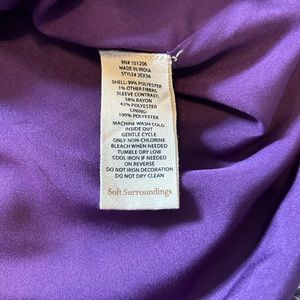 RN# 101206
MADE IN INDIA
STYLE# 2EX56
SHELL: 99% POLYESTER
1% OTHER FIBERS
SLEEVE CONTRAST:
58% RAYON
42% POLYESTER
LINING:
100% POLYESTER
MACHINE WASH COLD
INSIDE OUT
GENTLE CYCLE
ONLY NON-CHLORINE
BLEACH WHEN NEEDED
TUMBLE DRY LOW
COOL IRON IF NEEDED
ON REVERSE
DO NOT IRON DECORATION
DO NOT DRY CLEAN
Soft Surroundings